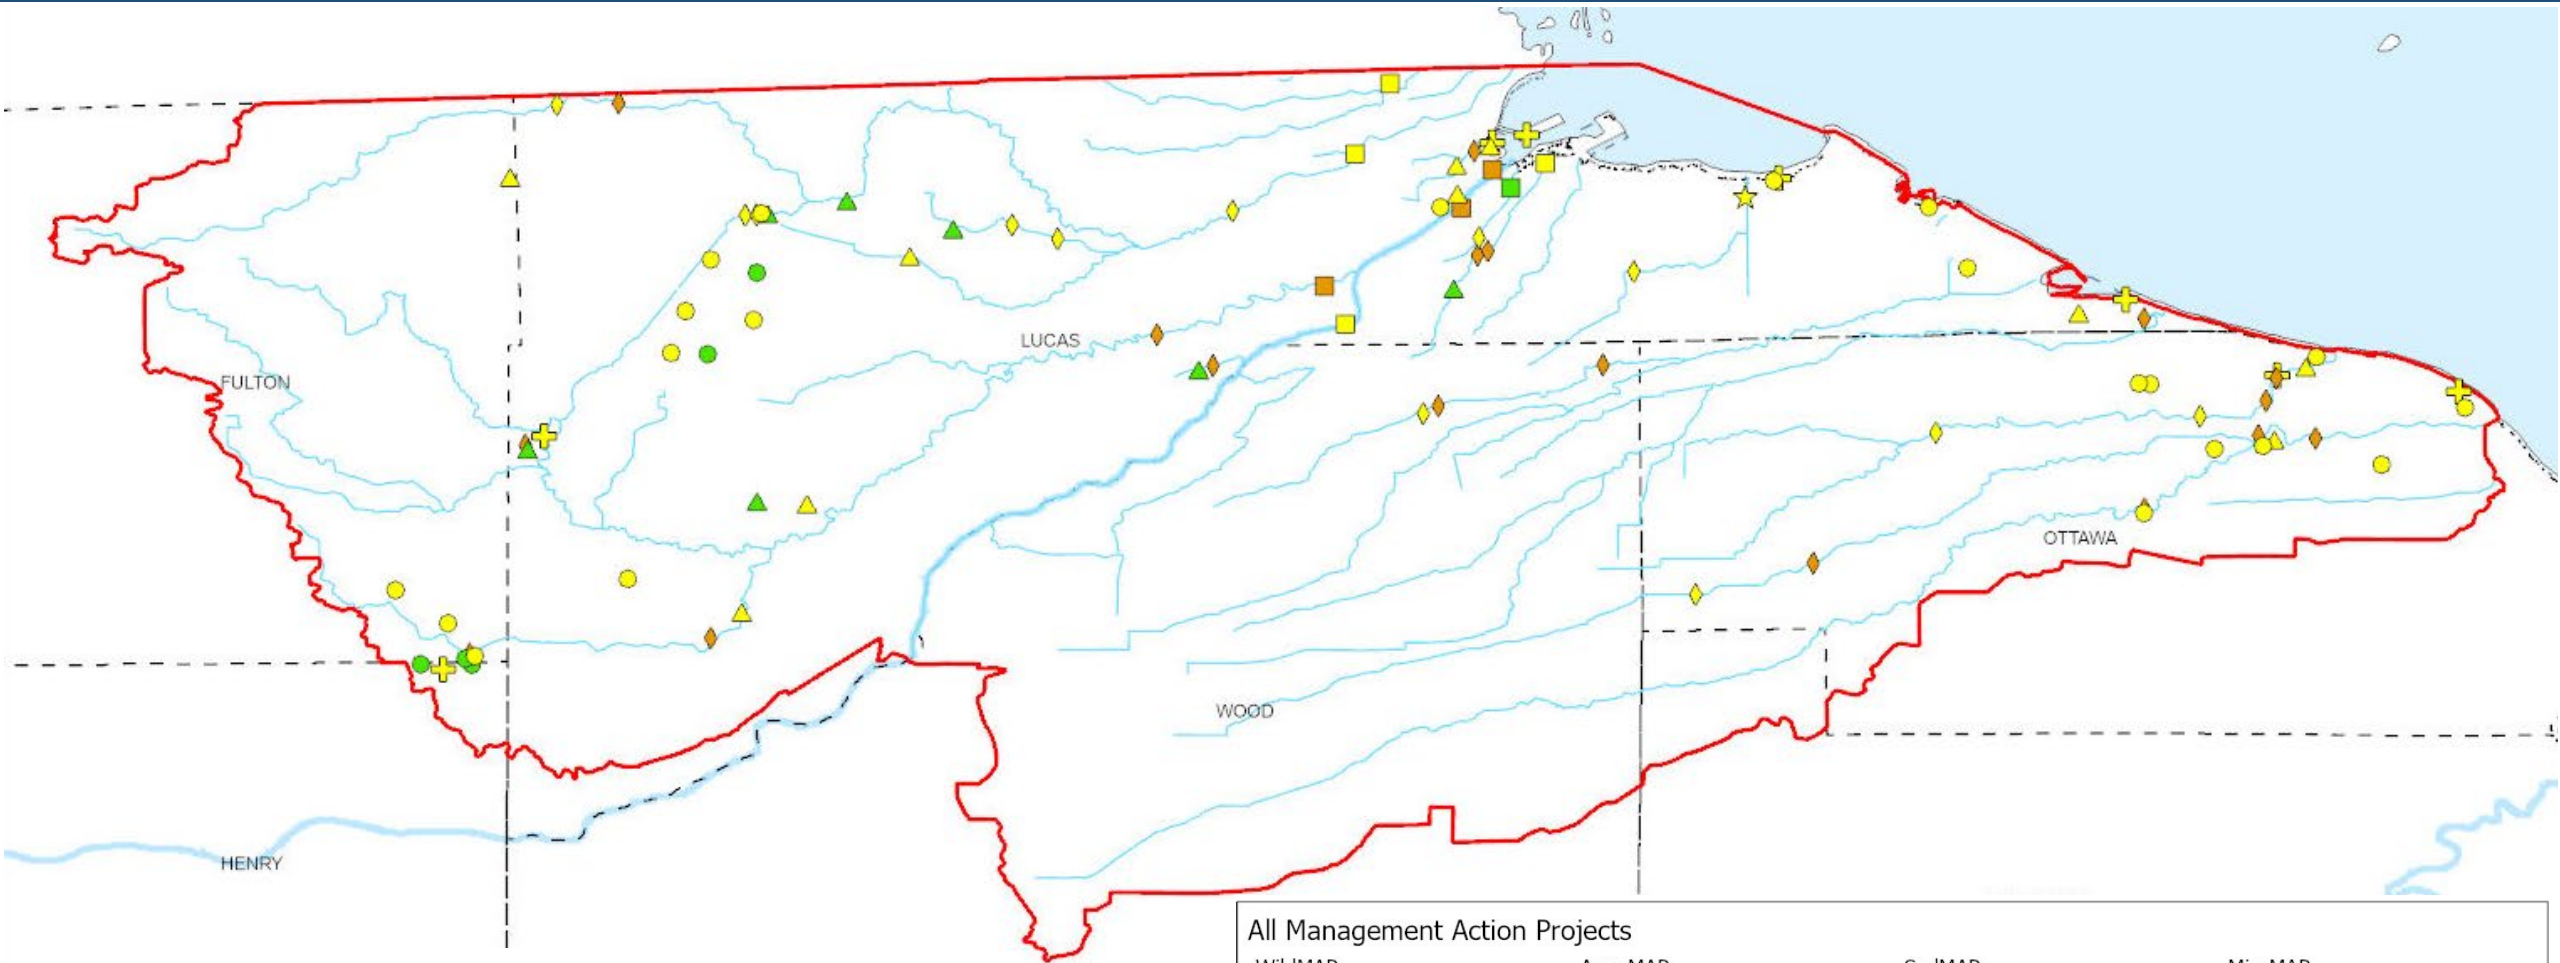 LUCAS
FULTON
OTTAWA
WOOD
HENRY
All Management Action Projects